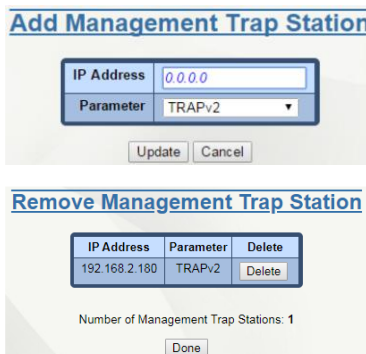 Add Management Trap Station
IP Address 0.0.0.0
Parameter TRAPv2
Update Cancel
Remove Management Trap Station
IP Address Parameter Delete
192.168.2.180 TRAPv2 Delete
Number of Management Trap Stations: 1
Done